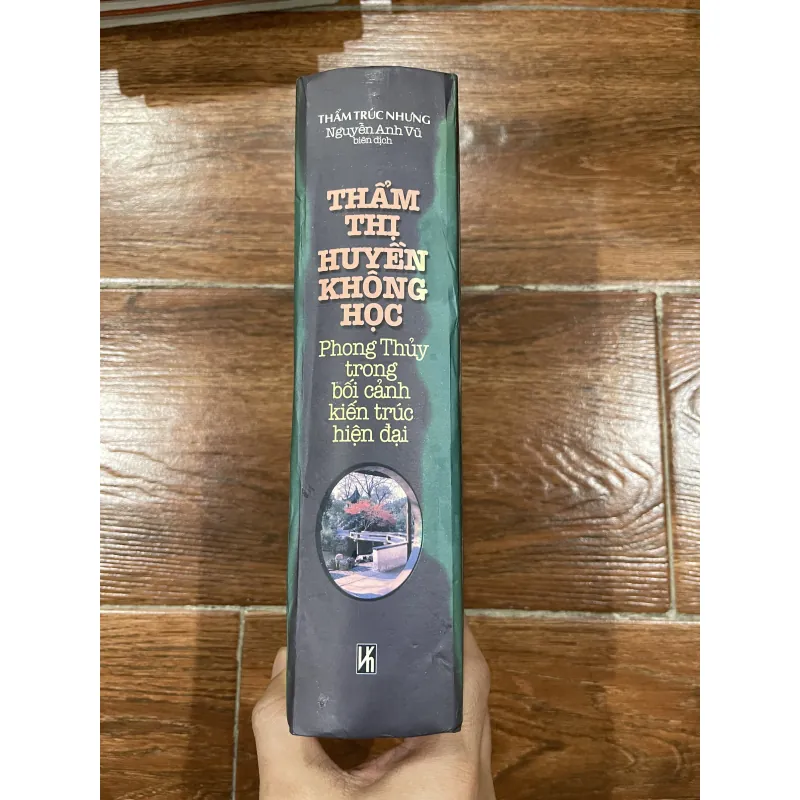 THẨM TRÚC NHƯNG
Nguyễn Anh Vũ
biên dịch
THẨM
THỊ
HUYỀN
KHÔNG
HỌC
Phong Thủy
trong
bối cảnh
kiến trúc
hiện đại